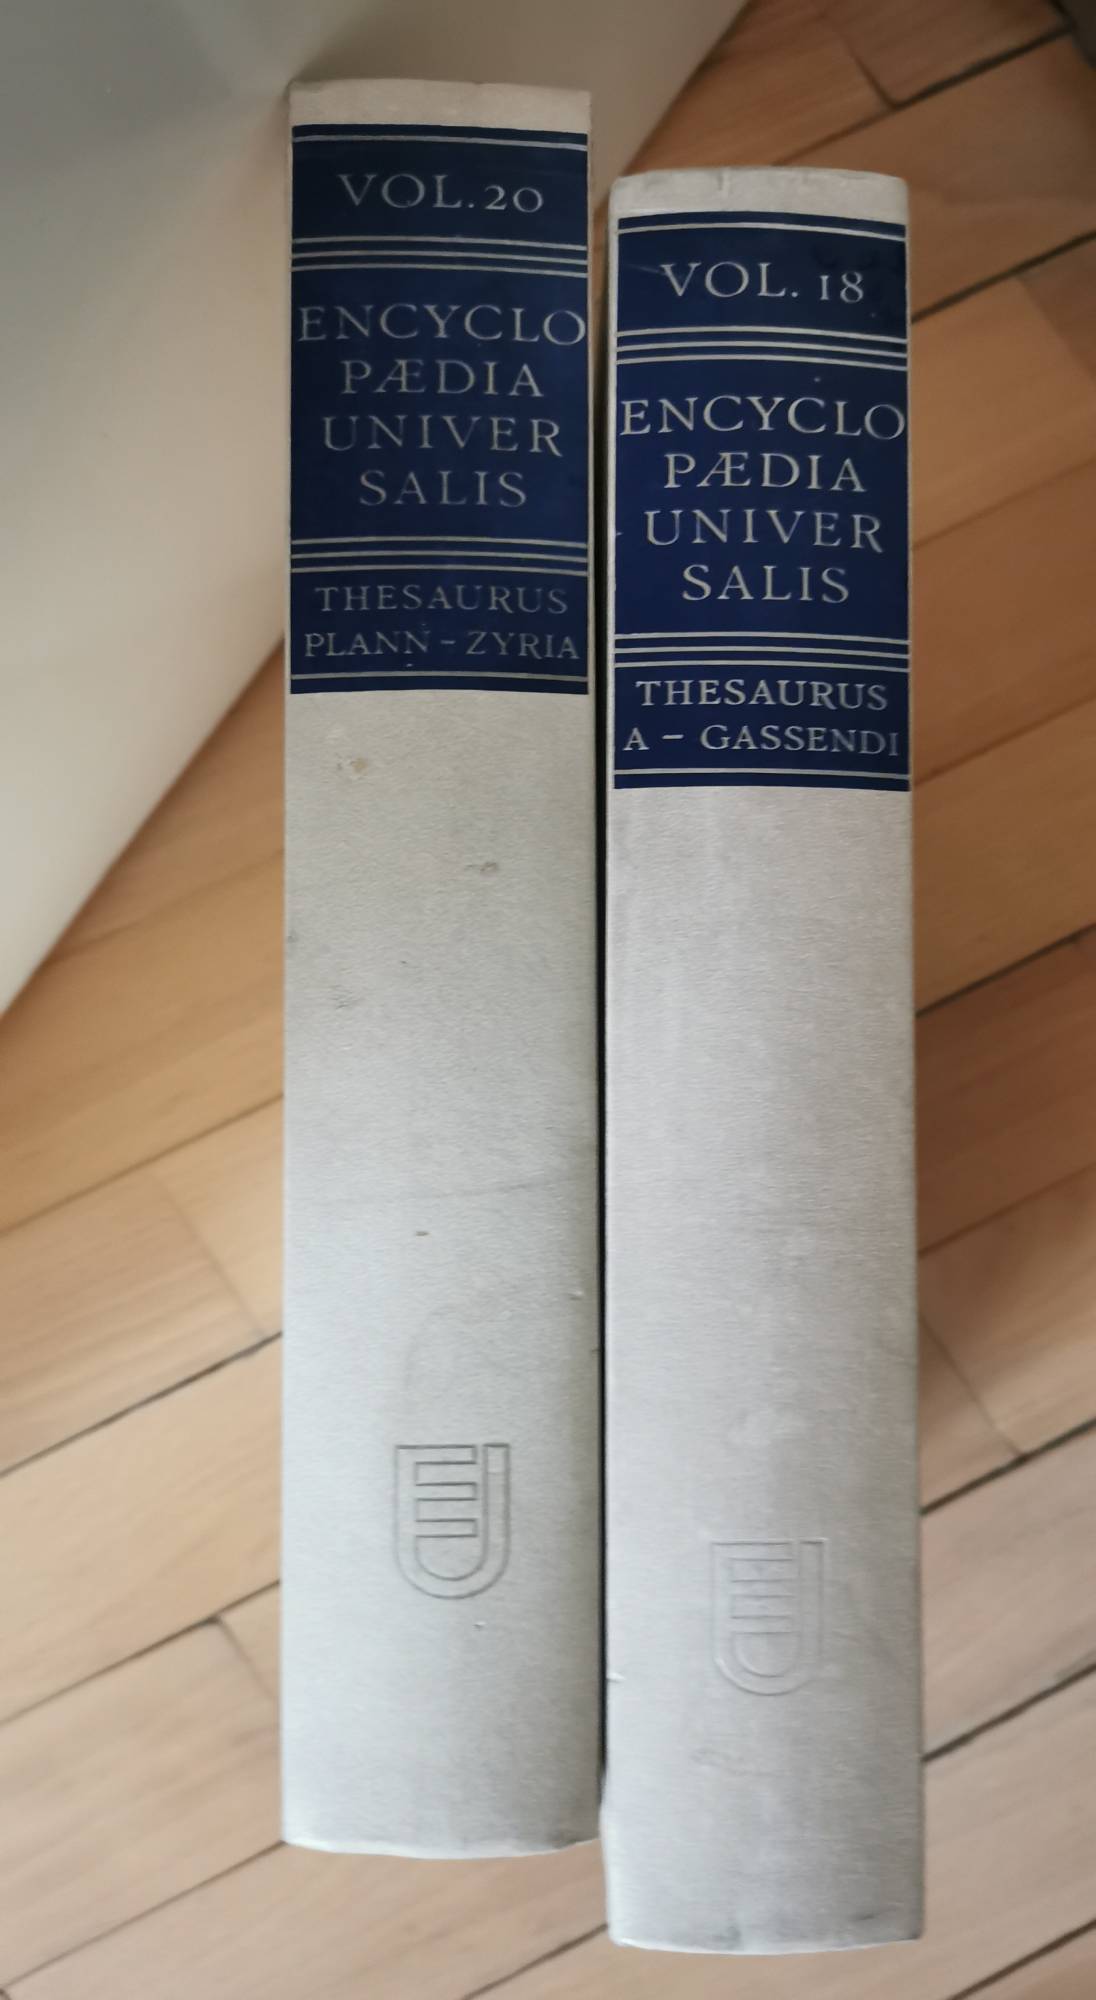 VOL. 20
ENCYCLO
PÆDIA
UNIVER
SALIS
THESAURUS
PLANN - ZYRIA
VOL. 18
ENCYCLO
PÆDIA
UNIVER
SALIS
THESAURUS
A - GASSENDI